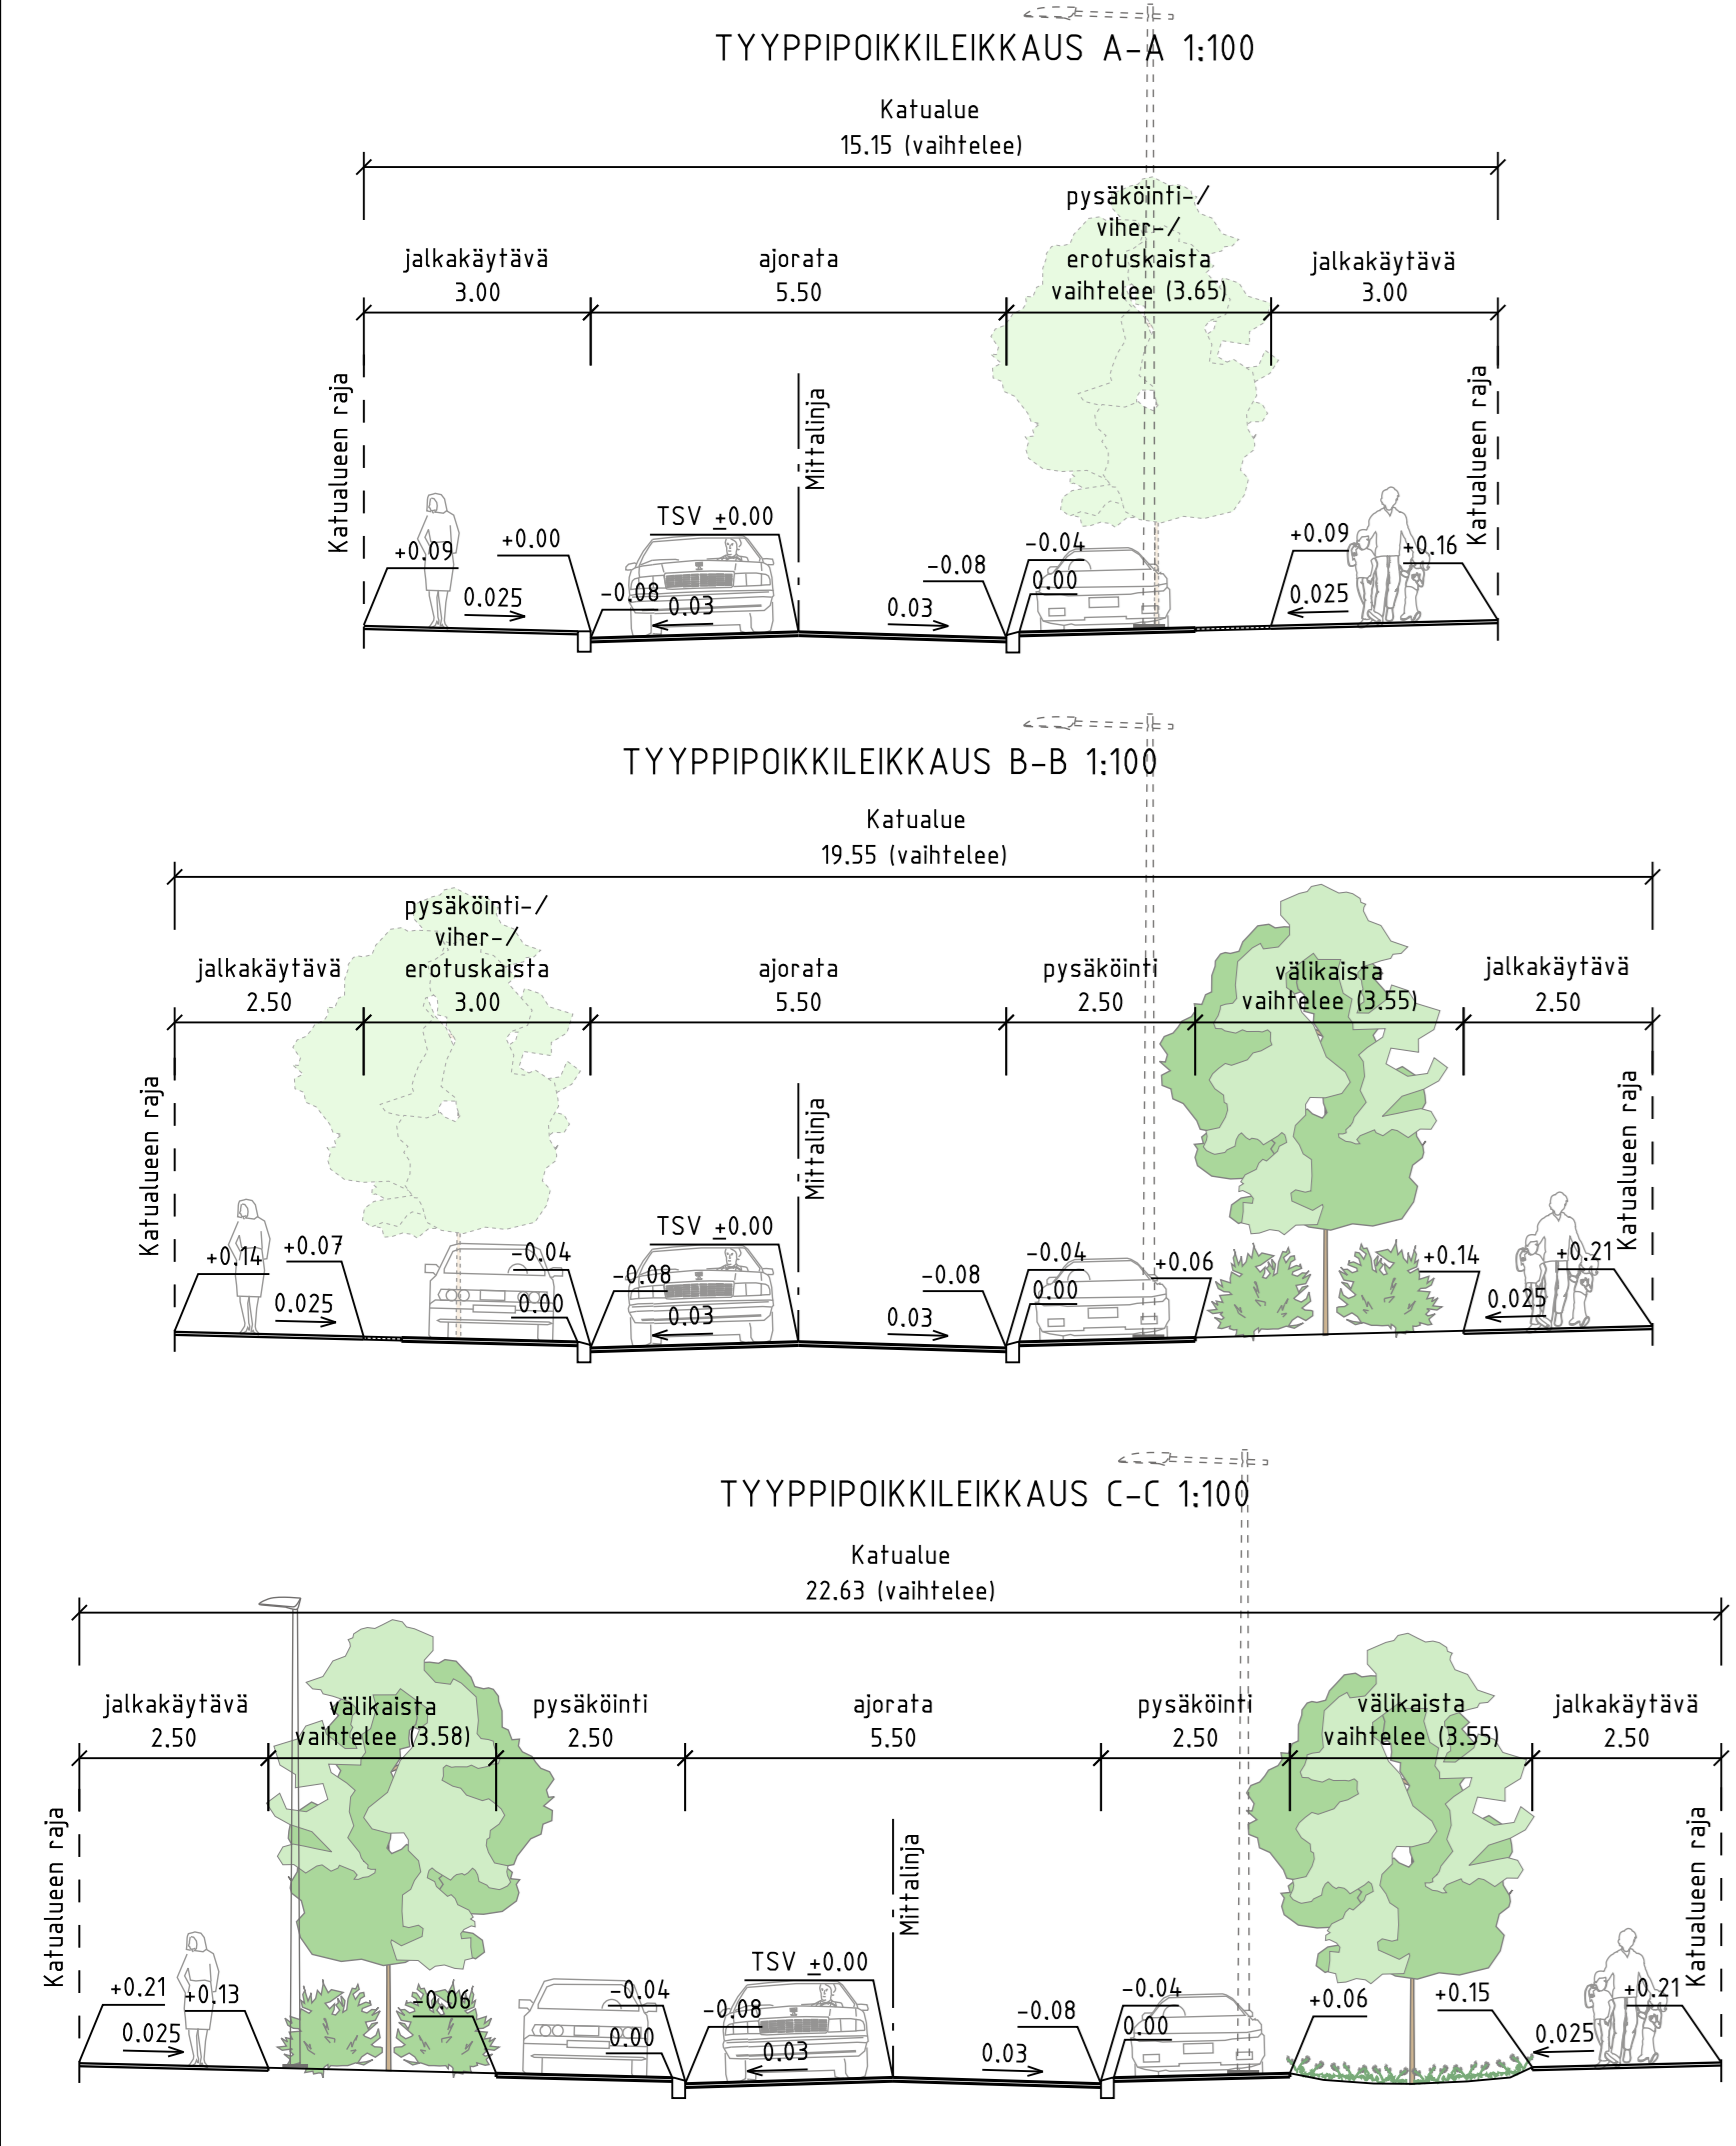 TYYPPIPOIKKILEIKKAUS A-A 1:100
Katualue
15.15 (vaihtelee)
jalkakäytävä
3.00
ajorata
5.50
pysäköinti-/
viher-/
erotuskaista
vaihtelee (3.65)
jalkakäytävä
3.00
Katualueen raja
Mittalinja
Katualueen raja
+0.09
0.025
+0.00
-0.08
TSV ±0.00
0.03
0.03
-0.08
-0.04
0.00
+0.09
0.025
+0.16
TYYPPIPOIKKILEIKKAUS B-B 1:100
Katualue
19.55 (vaihtelee)
jalkakäytävä
2.50
pysäköinti-/
viher-/
erotuskaista
3.00
ajorata
5.50
pysäköinti
2.50
välikaista
vaihtelee (3.55)
jalkakäytävä
2.50
Katualueen raja
Mittalinja
Katualueen raja
+0.14
+0.07
0.025
-0.04
0.00
-0.08
TSV ±0.00
0.03
0.03
-0.08
-0.04
0.00
+0.06
+0.14
0.025
+0.21
TYYPPIPOIKKILEIKKAUS C-C 1:100
Katualue
22.63 (vaihtelee)
jalkakäytävä
2.50
välikaista
vaihtelee (3.58)
pysäköinti
2.50
ajorata
5.50
pysäköinti
2.50
välikaista
vaihtelee (3.55)
jalkakäytävä
2.50
Katualueen raja
Mittalinja
Katualueen raja
+0.21
0.025
+0.13
-0.06
-0.04
0.00
-0.08
TSV ±0.00
0.03
0.03
-0.08
-0.04
0.00
+0.06
+0.15
0.025
+0.21